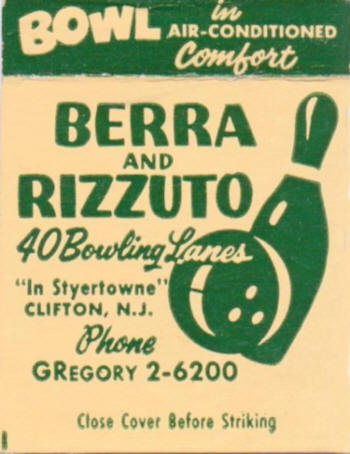 BOWL in
AIR-CONDITIONED
Comfort
BERRA
AND
RIZZUTO
40 Bowling Lanes
"In Styertowne"
CLIFTON, N.J.
Phone
GREGORY 2-6200
Close Cover Before Striking